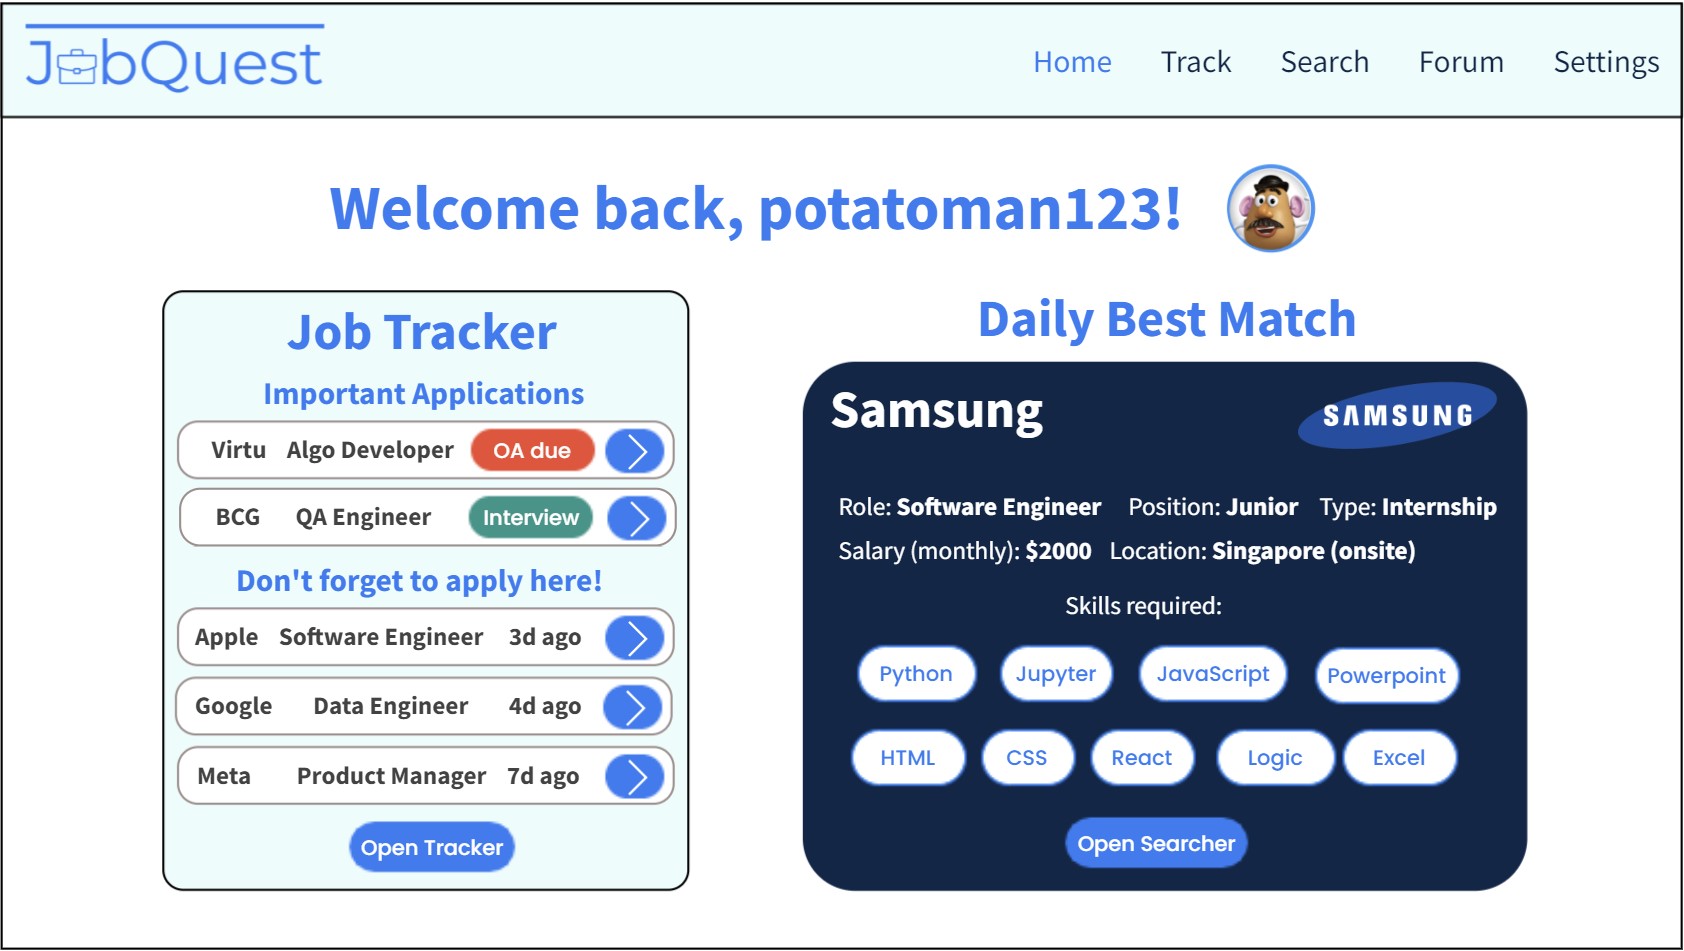 JobQuest
Home Track Search Forum Settings
Welcome back, potatoman123!
Job Tracker
Important Applications
Virtu Algo Developer OA due
BCG QA Engineer Interview
Don't forget to apply here!
Apple Software Engineer 3d ago
Google Data Engineer 4d ago
Meta Product Manager 7d ago
Open Tracker
Daily Best Match
Samsung SAMSUNG
Role: Software Engineer Position: Junior Type: Internship
Salary (monthly): $2000 Location: Singapore (onsite)
Skills required:
Python Jupyter JavaScript Powerpoint
HTML CSS React Logic Excel
Open Searcher